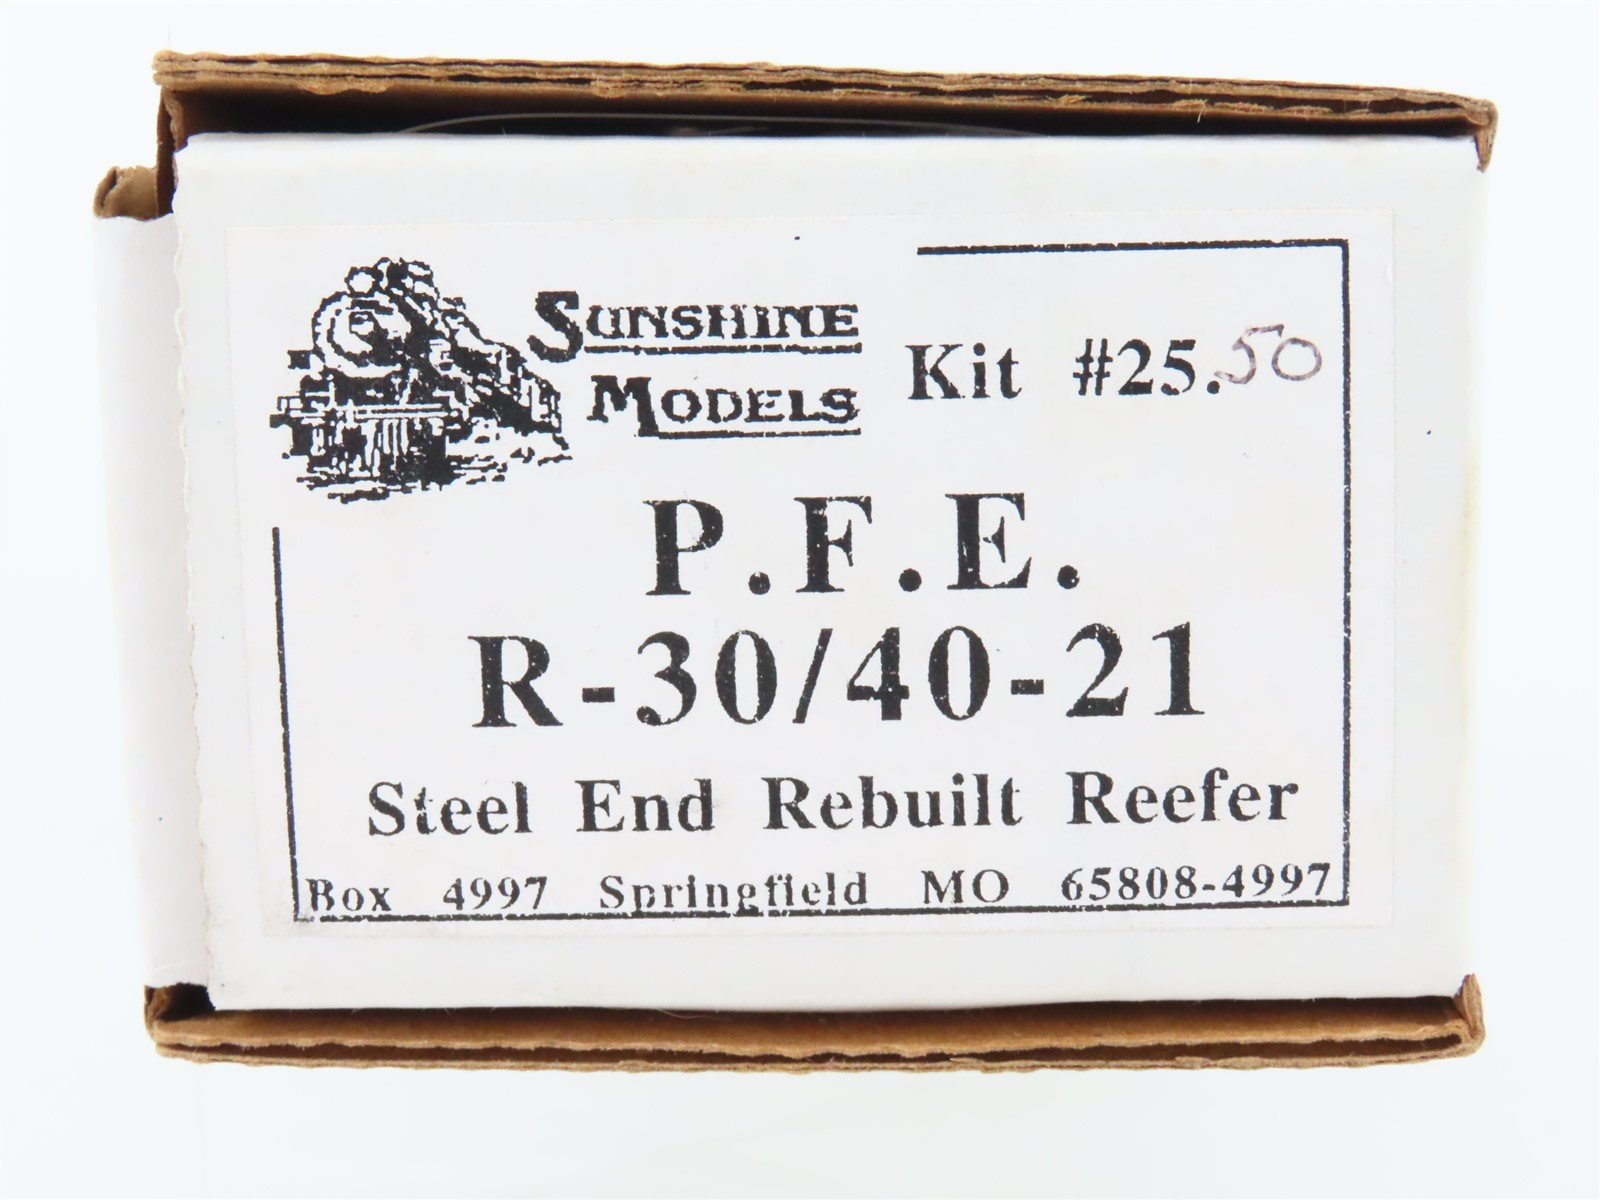 SUNSHINE
MODELS
Kit #25.50
P.F.E.
R-30/40-21
Steel End Rebuilt Reefer
Box 4997 Springfield MO 65808-4997